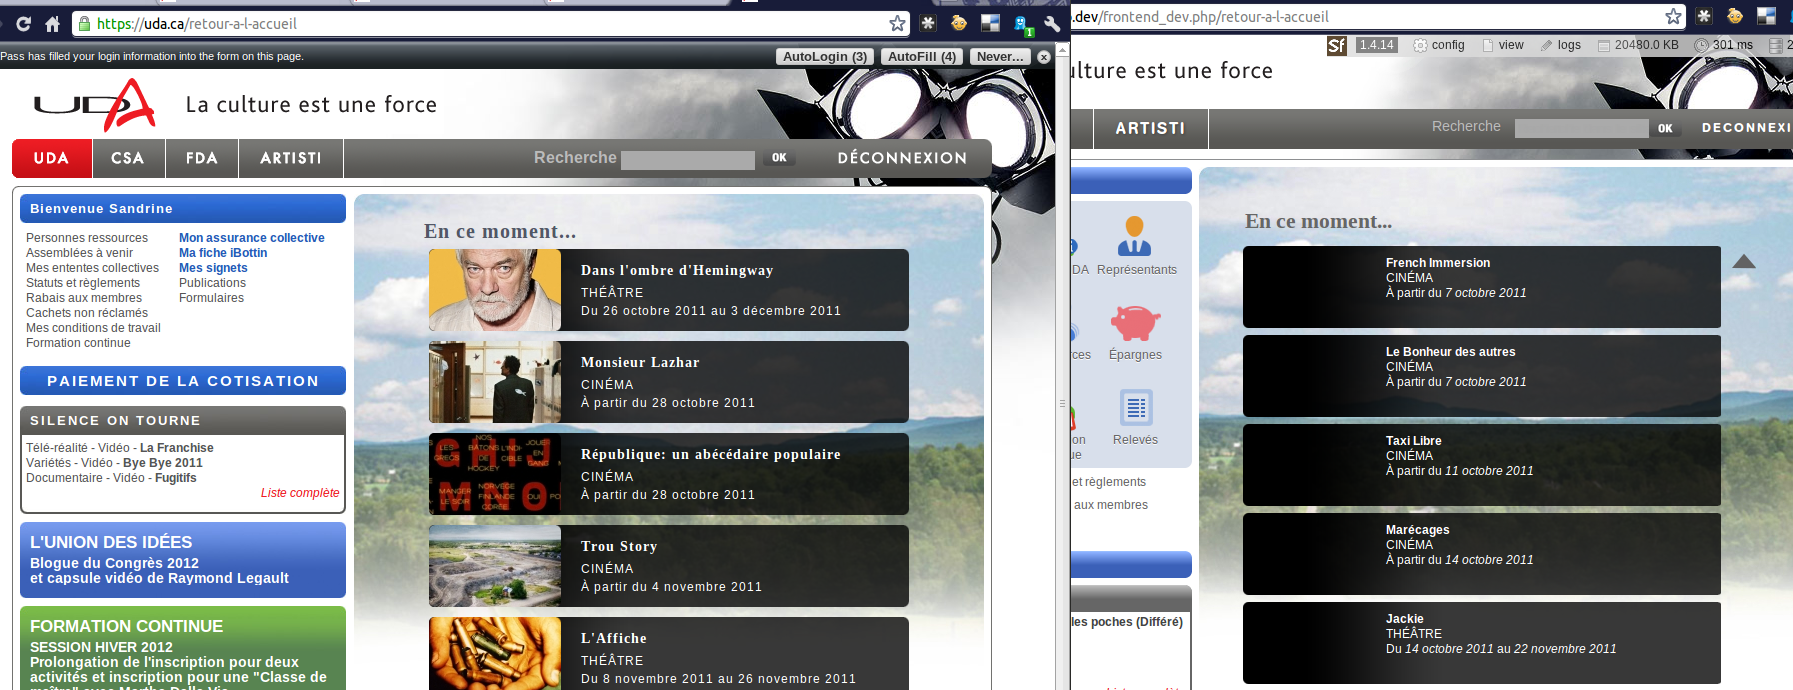 https://uda.ca/retour-a-l-accueil
Pass has filled your login information into the form on this page.
AutoLogin (3)
AutoFill (4)
Never...
UDA
La culture est une force
UDA
CSA
FDA
ARTISTI
Recherche
OK
DÉCONNEXION
Bienvenue Sandrine
Personnes ressources
Assemblées à venir
Mes ententes collectives
Statuts et règlements
Rabais aux membres
Cachets non réclamés
Mes conditions de travail
Formation continue
Mon assurance collective
Ma fiche iBottin
Mes signets
Publications
Formulaires
PAIEMENT DE LA COTISATION
SILENCE ON TOURNE
Télé-réalité - Vidéo - La Franchise
Variétés - Vidéo - Bye Bye 2011
Documentaire - Vidéo - Fugitifs
Liste complète
L'UNION DES IDÉES
Blogue du Congrès 2012
et capsule vidéo de Raymond Legault
FORMATION CONTINUE
SESSION HIVER 2012
Prolongation de l'inscription pour deux
activités et inscription pour une "Classe de
En ce moment...
Dans l'ombre d'Hemingway
THÉÂTRE
Du 26 octobre 2011 au 3 décembre 2011
Monsieur Lazhar
CINÉMA
À partir du 28 octobre 2011
République: un abécédaire populaire
CINÉMA
À partir du 28 octobre 2011
Trou Story
CINÉMA
À partir du 4 novembre 2011
L'Affiche
THÉÂTRE
Du 8 novembre 2011 au 26 novembre 2011
.dev/frontend_dev.php/retour-a-l-accueil
Sf
1.4.14
config
view
logs
20480.0 KB
301 ms
2
ulture est une force
ARTISTI
Recherche
OK
DECONNEXI
DA
Représentants
rces
Épargnes
on
ue
Relevés
et règlements
aux membres
les poches (Différé)
En ce moment...
French Immersion
CINÉMA
À partir du 7 octobre 2011
Le Bonheur des autres
CINÉMA
À partir du 7 octobre 2011
Taxi Libre
CINÉMA
À partir du 11 octobre 2011
Marécages
CINÉMA
À partir du 14 octobre 2011
Jackie
THÉÂTRE
Du 14 octobre 2011 au 22 novembre 2011